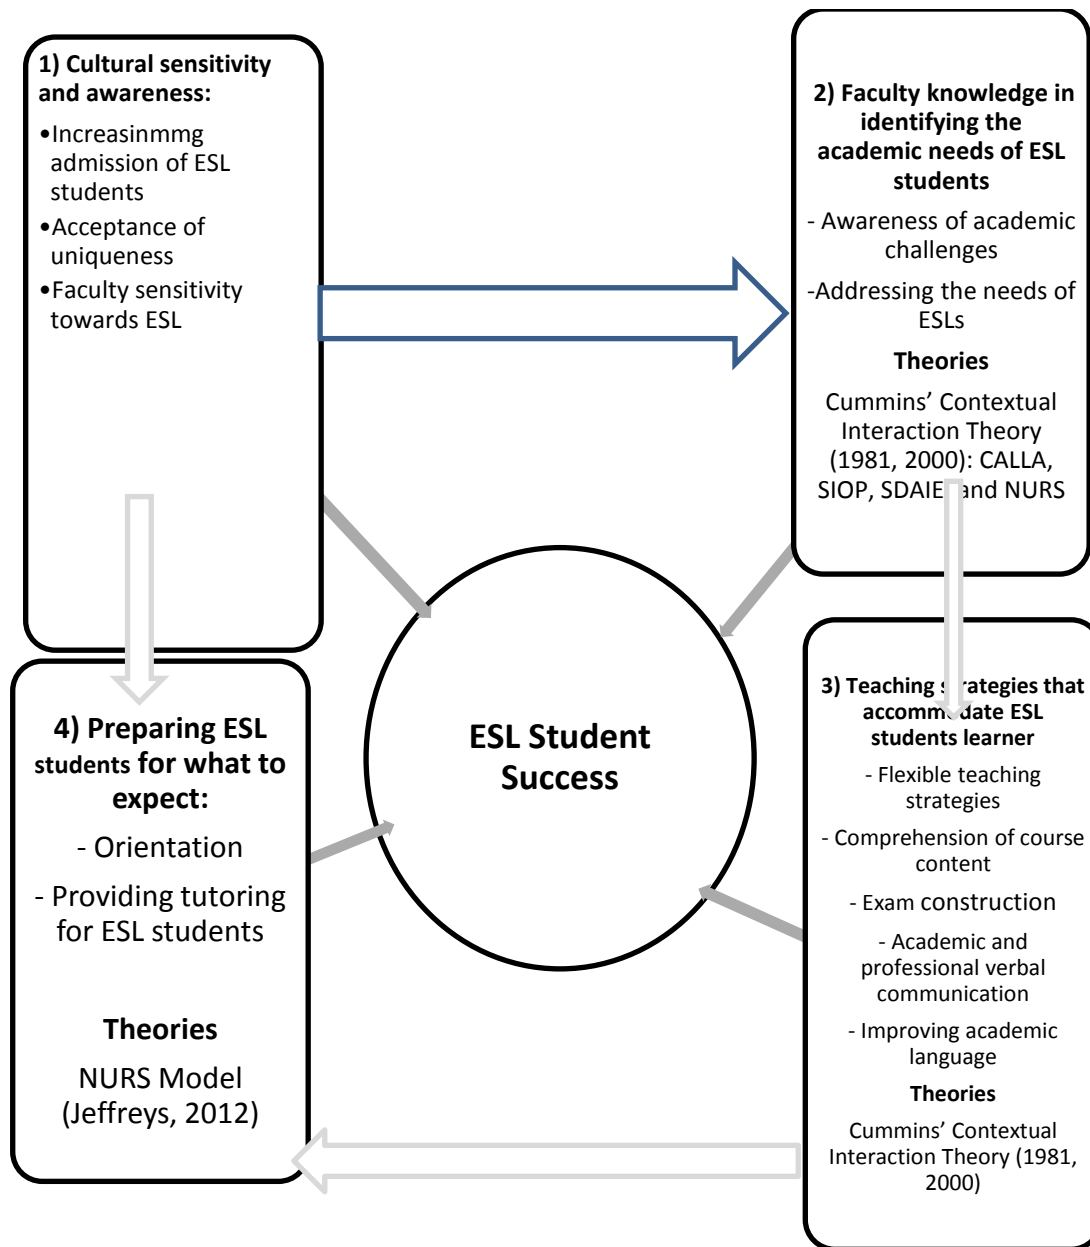 1) Cultural sensitivity
and awareness:
•Increasinmmg
admission of ESL
students
•Acceptance of
uniqueness
•Faculty sensitivity
towards ESL
2) Faculty knowledge in
identifying the
academic needs of ESL
students
- Awareness of academic
challenges
-Addressing the needs of
ESLs
Theories
Cummins’ Contextual
Interaction Theory
(1981, 2000): CALLA,
SIOP, SDAIE and NURS
ESL Student
Success
3) Teaching strategies that
accommodate ESL
students learner
- Flexible teaching
strategies
- Comprehension of course
content
- Exam construction
- Academic and
professional verbal
communication
- Improving academic
language
Theories
Cummins’ Contextual
Interaction Theory (1981,
2000)
4) Preparing ESL
students for what to
expect:
- Orientation
- Providing tutoring
for ESL students
Theories
NURS Model
(Jeffreys, 2012)